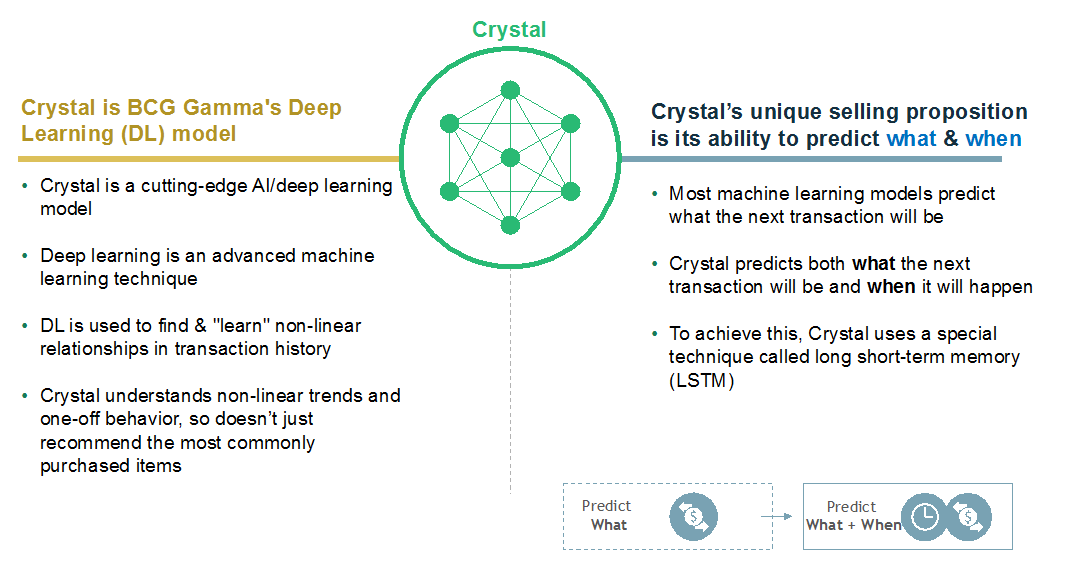 Crystal
Crystal is BCG Gamma's Deep
Learning (DL) model
• Crystal is a cutting-edge AI/deep learning
model
• Deep learning is an advanced machine
learning technique
• DL is used to find & "learn" non-linear
relationships in transaction history
• Crystal understands non-linear trends and
one-off behavior, so doesn’t just
recommend the most commonly
purchased items
Crystal’s unique selling proposition
is its ability to predict what & when
• Most machine learning models predict
what the next transaction will be
• Crystal predicts both what the next
transaction will be and when it will happen
• To achieve this, Crystal uses a special
technique called long short-term memory
(LSTM)
Predict
What
$
Predict
What + When
$